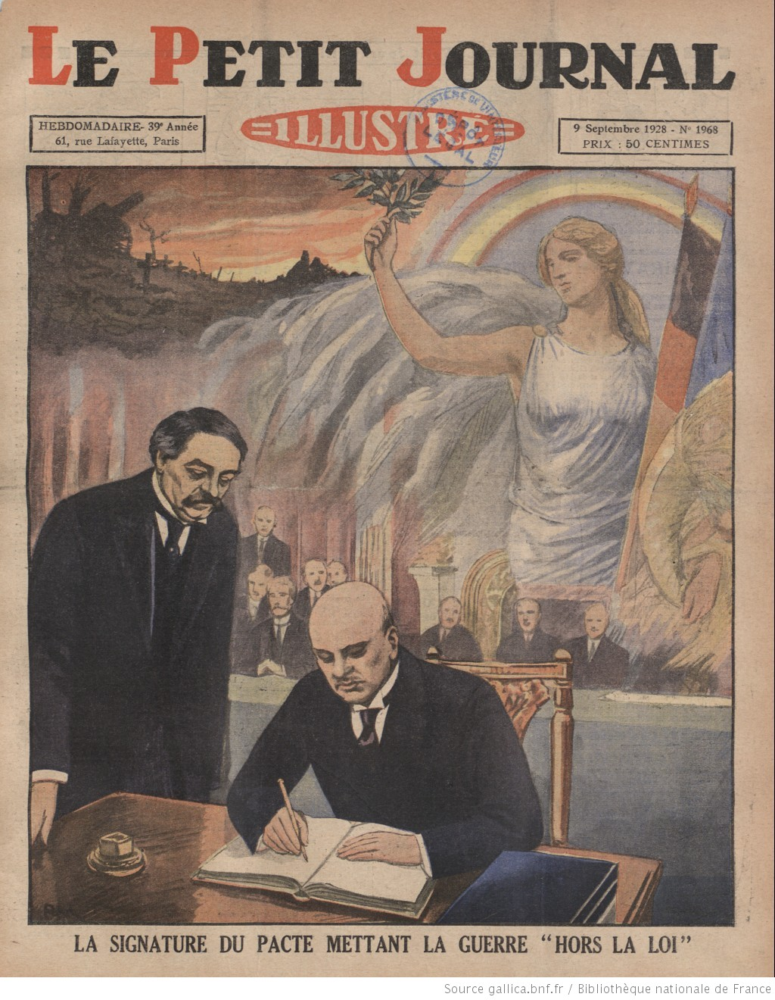 LE PETIT JOURNAL
ILLUSTRÉ
HEBDOMADAIRE- 39e Année
61, rue Lafayette, Paris
9 Septembre 1928 - No 1968
PRIX : 50 CENTIMES
LA SIGNATURE DU PACTE METTANT LA GUERRE “HORS LA LOI”
Source gallica.bnf.fr / Bibliothèque nationale de France